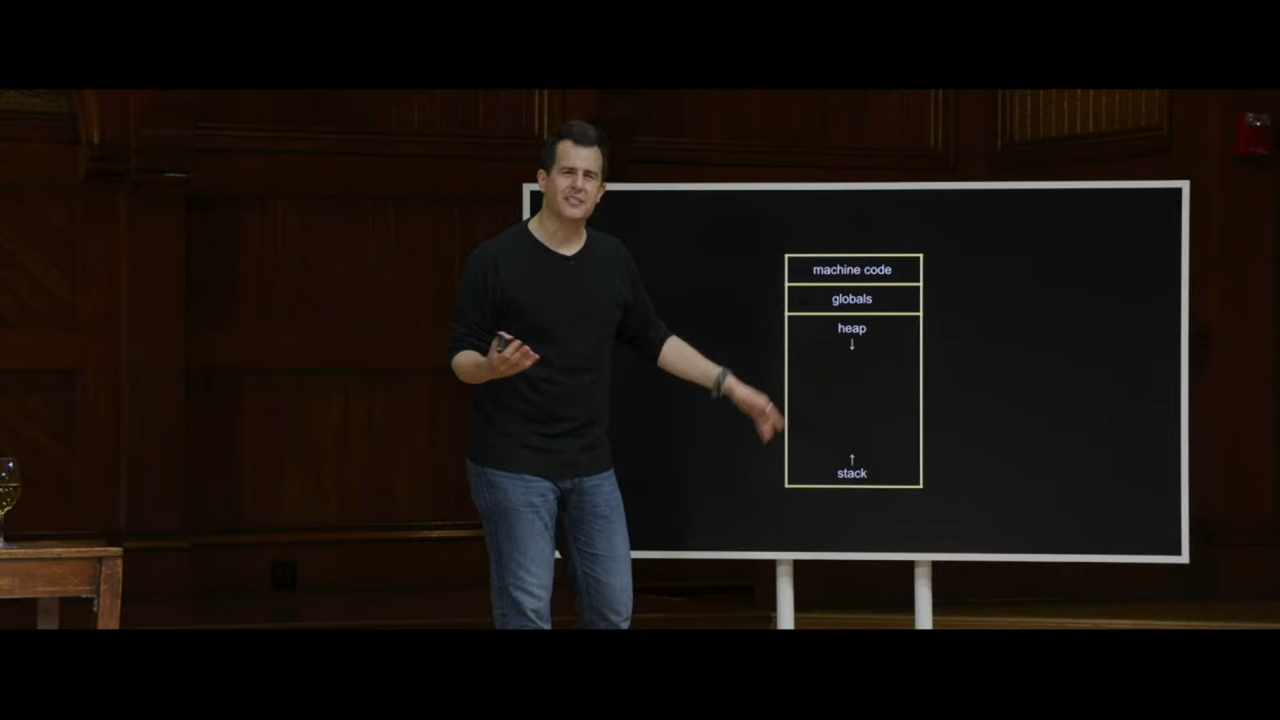 machine code
globals
heap
↓
↑
stack